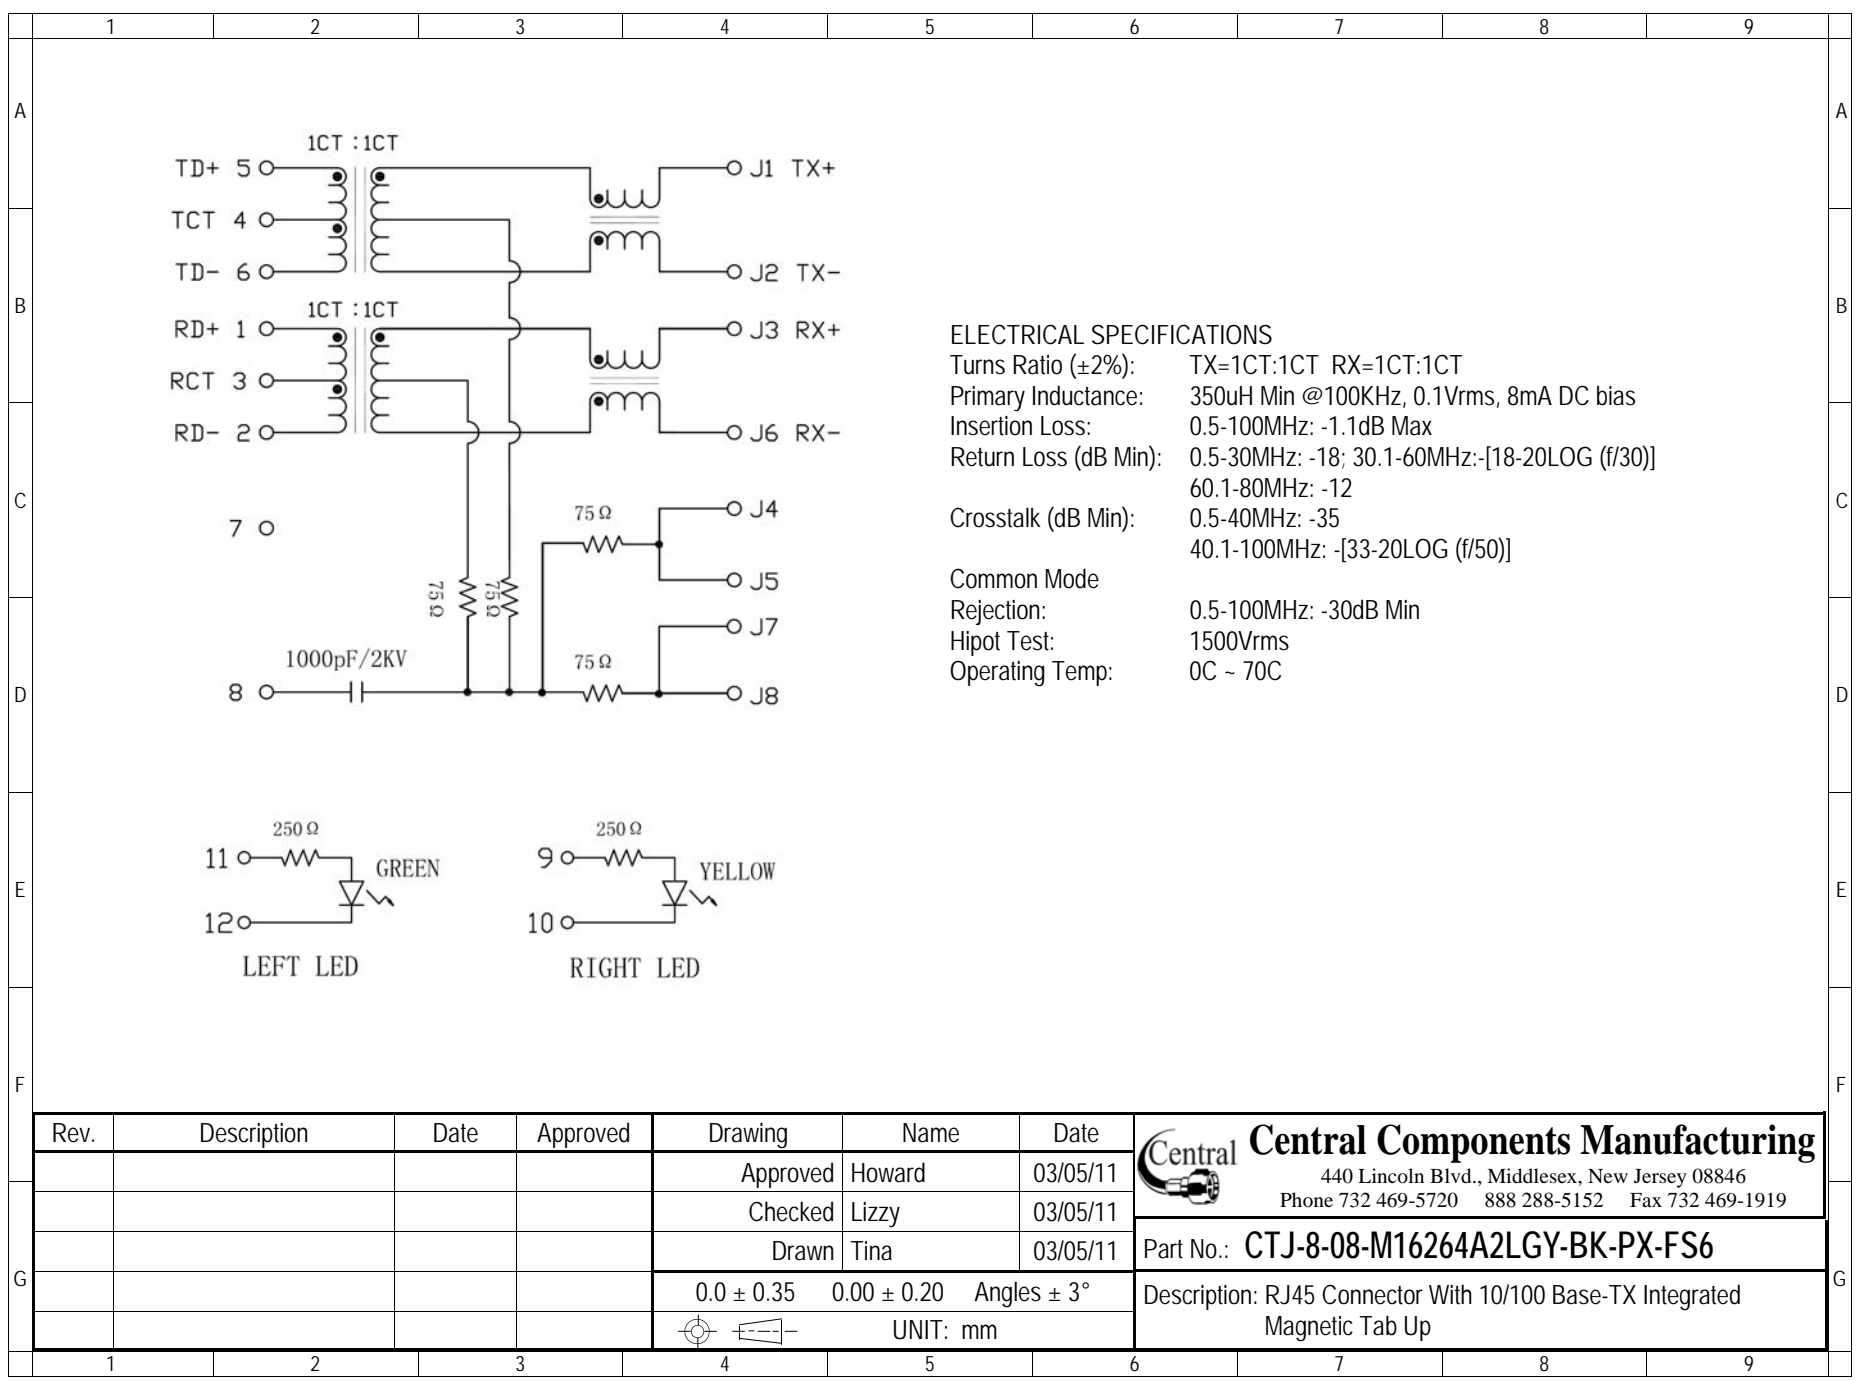 1 2 3 4 5 6 7 8 9
A A
1CT : 1CT
TD+ 5 J1 TX+
TCT 4
TD- 6 J2 TX-
B B
1CT : 1CT
RD+ 1 J3 RX+
RCT 3
RD- 2 J6 RX-
ELECTRICAL SPECIFICATIONS
Turns Ratio (±2%): TX=1CT:1CT RX=1CT:1CT
Primary Inductance: 350uH Min @100KHz, 0.1Vrms, 8mA DC bias
Insertion Loss: 0.5-100MHz: -1.1dB Max
Return Loss (dB Min): 0.5-30MHz: -18; 30.1-60MHz:-[18-20LOG (f/30)]
60.1-80MHz: -12
Crosstalk (dB Min): 0.5-40MHz: -35
40.1-100MHz: -[33-20LOG (f/50)]
Common Mode
Rejection: 0.5-100MHz: -30dB Min
Hipot Test: 1500Vrms
Operating Temp: 0C ~ 70C
C C
75Ω J4
7
J5
75Ω 75Ω
J7
1000pF/2KV 75Ω
8 J8
D D
250Ω 250Ω
11 GREEN 9 YELLOW
12 10
LEFT LED RIGHT LED
E E
F F
Rev. Description Date Approved Drawing Name Date
Approved Howard 03/05/11
Checked Lizzy 03/05/11
Drawn Tina 03/05/11
0.0 ± 0.35 0.00 ± 0.20 Angles ± 3°
UNIT: mm
Central
Central Components Manufacturing
440 Lincoln Blvd., Middlesex, New Jersey 08846
Phone 732 469-5720 888 288-5152 Fax 732 469-1919
Part No.: CTJ-8-08-M16264A2LGY-BK-PX-FS6
Description: RJ45 Connector With 10/100 Base-TX Integrated
Magnetic Tab Up
G G
1 2 3 4 5 6 7 8 9